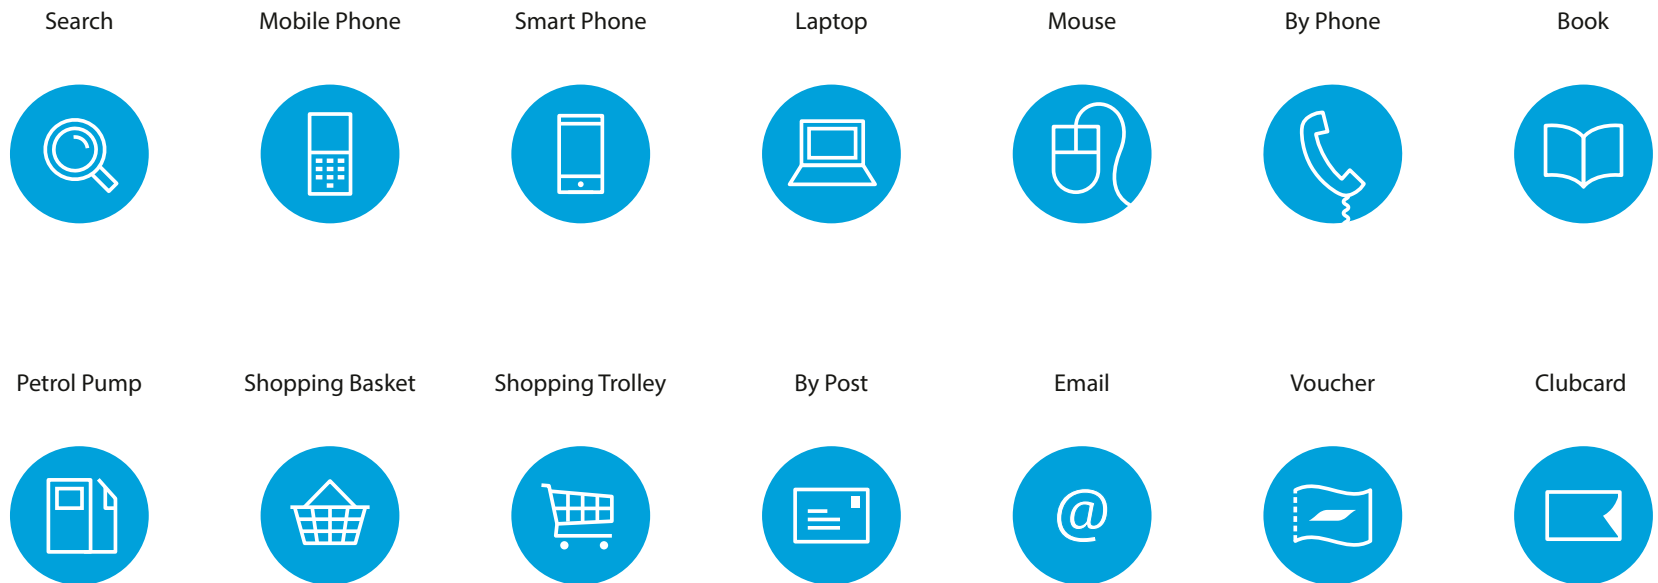 Search
Mobile Phone
Smart Phone
Laptop
Mouse
By Phone
Book
Petrol Pump
Shopping Basket
Shopping Trolley
By Post
Email
Voucher
Clubcard
@